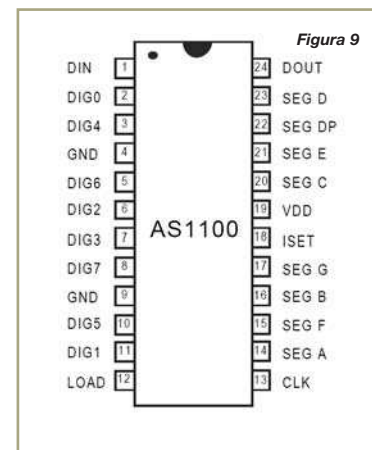 Figura 9
DIN 1 24 DOUT
DIG0 2 23 SEG D
DIG4 3 22 SEG DP
GND 4 21 SEG E
DIG6 5 20 SEG C
DIG2 6 19 VDD
AS1100
DIG3 7 18 ISET
DIG7 8 17 SEG G
GND 9 16 SEG B
DIG5 10 15 SEG F
DIG1 11 14 SEG A
LOAD 12 13 CLK